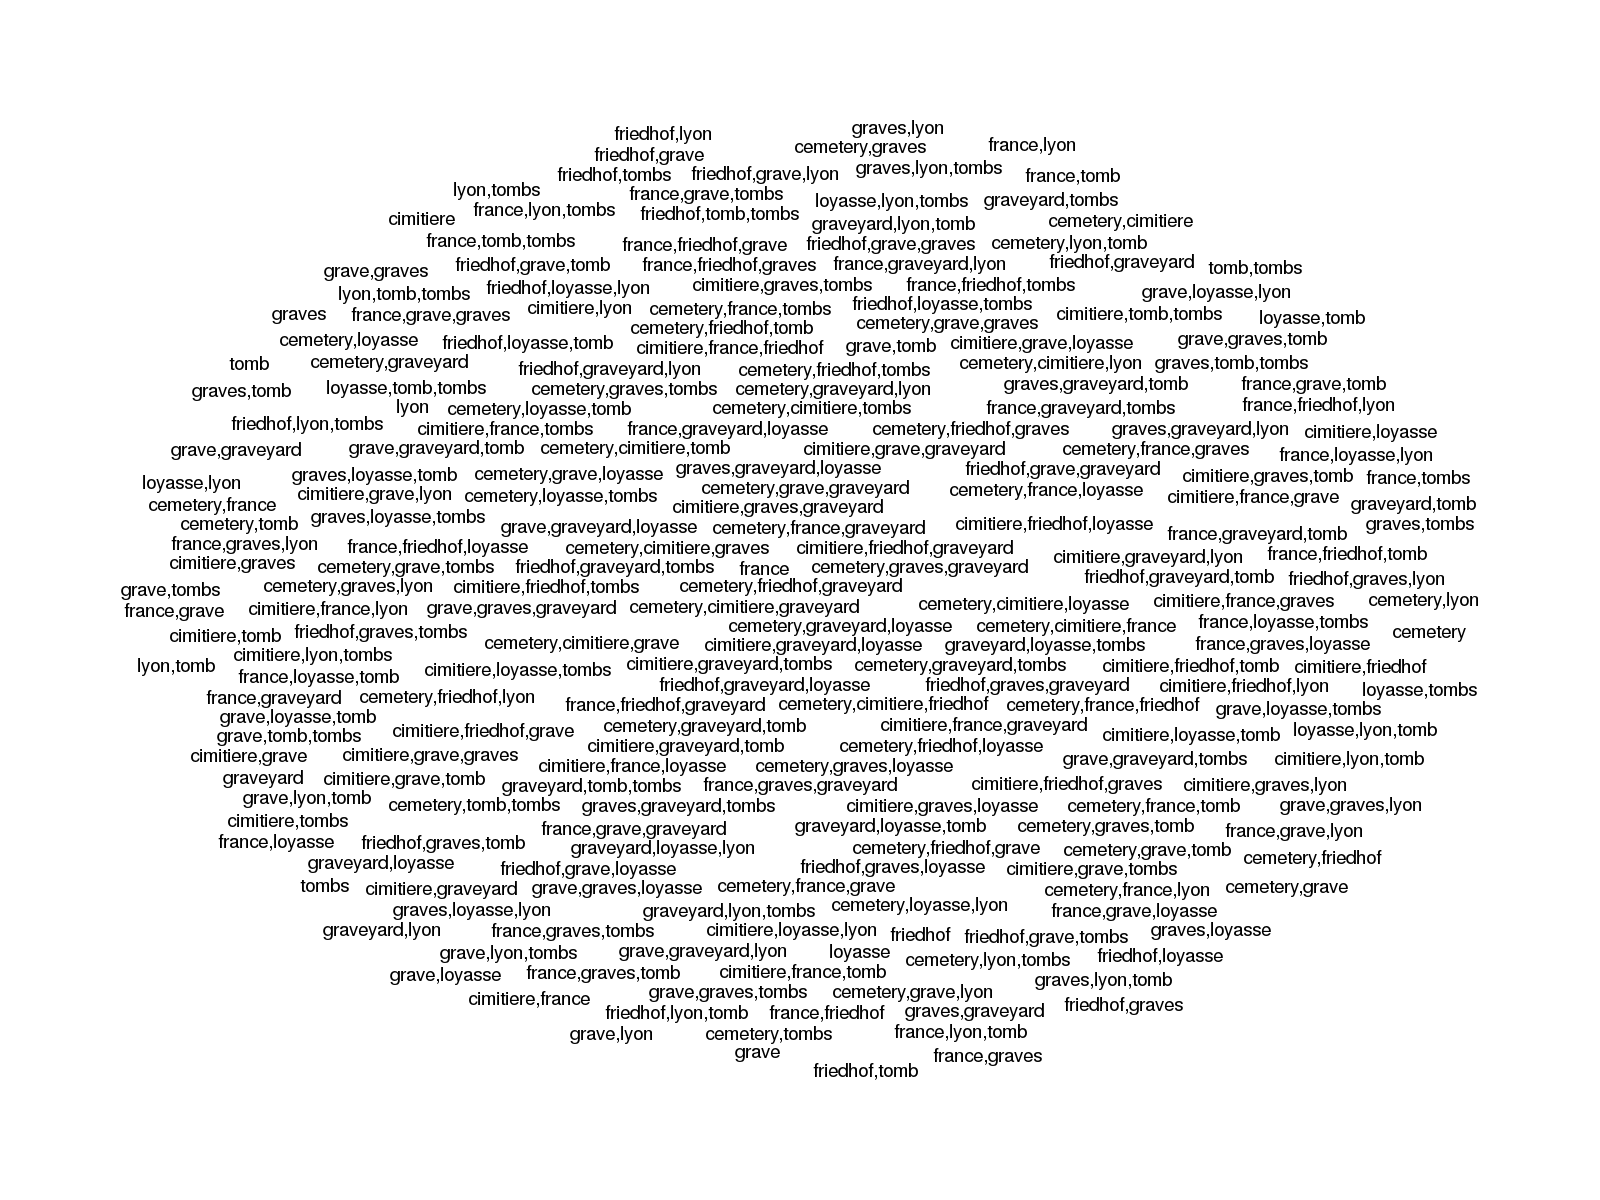 graves,lyon
friedhof,lyon
france,lyon
cemetery,graves
friedhof,grave
graves,lyon,tombs
friedhof,tombs friedhof,grave,lyon
france,tomb
lyon,tombs
france,grave,tombs
loyasse,lyon,tombs graveyard,tombs
france,lyon,tombs
friedhof,tomb,tombs
cimitiere
graveyard,lyon,tomb
cemetery,cimitiere
france,tomb,tombs
france,friedhof,grave friedhof,grave,graves cemetery,lyon,tomb
friedhof,grave,tomb france,friedhof,graves france,graveyard,lyon friedhof,graveyard
grave,graves
tomb,tombs
friedhof,loyasse,lyon cimitiere,graves,tombs france,friedhof,tombs
lyon,tomb,tombs
grave,loyasse,lyon
cimitiere,lyon cemetery,france,tombs friedhof,loyasse,tombs
graves france,grave,graves
cimitiere,tomb,tombs
loyasse,tomb
cemetery,friedhof,tomb cemetery,grave,graves
cemetery,loyasse friedhof,loyasse,tomb cimitiere,france,friedhof grave,tomb cimitiere,grave,loyasse grave,graves,tomb
tomb cemetery,graveyard friedhof,graveyard,lyon cemetery,friedhof,tombs cemetery,cimitiere,lyon graves,tomb,tombs
graves,tomb loyasse,tomb,tombs cemetery,graves,tombs cemetery,graveyard,lyon graves,graveyard,tomb france,grave,tomb
lyon cemetery,loyasse,tomb cemetery,cimitiere,tombs france,graveyard,tombs france,friedhof,lyon
friedhof,lyon,tombs cimitiere,france,tombs france,graveyard,loyasse cemetery,friedhof,graves graves,graveyard,lyon cimitiere,loyasse
grave,graveyard grave,graveyard,tomb cemetery,cimitiere,tomb cimitiere,grave,graveyard cemetery,france,graves france,loyasse,lyon
loyasse,lyon graves,loyasse,tomb cemetery,grave,loyasse graves,graveyard,loyasse friedhof,grave,graveyard cimitiere,graves,tomb france,tombs
cemetery,france cimitiere,grave,lyon cemetery,loyasse,tombs cemetery,grave,graveyard cemetery,france,loyasse cimitiere,france,grave graveyard,tomb
cimitiere,graves,graveyard
cemetery,tomb graves,loyasse,tombs grave,graveyard,loyasse cemetery,france,graveyard cimitiere,friedhof,loyasse france,graveyard,tomb graves,tombs
france,graves,lyon france,friedhof,loyasse cemetery,cimitiere,graves cimitiere,friedhof,graveyard cimitiere,graveyard,lyon france,friedhof,tomb
cimitiere,graves cemetery,grave,tombs friedhof,graveyard,tombs france cemetery,graves,graveyard
grave,tombs cemetery,graves,lyon cimitiere,friedhof,tombs cemetery,friedhof,graveyard friedhof,graveyard,tomb friedhof,graves,lyon
france,grave cimitiere,france,lyon grave,graves,graveyard cemetery,cimitiere,graveyard cemetery,cimitiere,loyasse cimitiere,france,graves cemetery,lyon
cemetery,graveyard,loyasse cemetery,cimitiere,france france,loyasse,tombs
cimitiere,tomb friedhof,graves,tombs cemetery,cimitiere,grave cimitiere,graveyard,loyasse graveyard,loyasse,tombs france,graves,loyasse cemetery
cimitiere,lyon,tombs
lyon,tomb france,loyasse,tomb cimitiere,loyasse,tombs cimitiere,graveyard,tombs cemetery,graveyard,tombs cimitiere,friedhof,tomb cimitiere,friedhof
friedhof,graveyard,loyasse friedhof,graves,graveyard cimitiere,friedhof,lyon loyasse,tombs
france,graveyard cemetery,friedhof,lyon france,friedhof,graveyard cemetery,cimitiere,friedhof cemetery,france,friedhof grave,loyasse,tombs
grave,loyasse,tomb
grave,tomb,tombs cimitiere,friedhof,grave cemetery,graveyard,tomb cimitiere,france,graveyard cimitiere,loyasse,tomb loyasse,lyon,tomb
cimitiere,grave cimitiere,grave,graves cimitiere,graveyard,tomb cemetery,friedhof,loyasse grave,graveyard,tombs cimitiere,lyon,tomb
cimitiere,france,loyasse cemetery,graves,loyasse
graveyard cimitiere,grave,tomb graveyard,tomb,tombs france,graves,graveyard cimitiere,friedhof,graves cimitiere,graves,lyon
grave,lyon,tomb cemetery,tomb,tombs graves,graveyard,tombs cimitiere,graves,loyasse cemetery,france,tomb grave,graves,lyon
cimitiere,tombs france,grave,graveyard graveyard,loyasse,tomb cemetery,graves,tomb france,grave,lyon
france,loyasse friedhof,graves,tomb graveyard,loyasse,lyon cemetery,friedhof,grave cemetery,grave,tomb cemetery,friedhof
graveyard,loyasse friedhof,grave,loyasse friedhof,graves,loyasse cimitiere,grave,tombs
tombs cimitiere,graveyard grave,graves,loyasse cemetery,france,grave cemetery,france,lyon cemetery,grave
graves,loyasse,lyon graveyard,lyon,tombs cemetery,loyasse,lyon france,grave,loyasse
graveyard,lyon france,graves,tombs cimitiere,loyasse,lyon friedhof friedhof,grave,tombs graves,loyasse
grave,lyon,tombs grave,graveyard,lyon loyasse cemetery,lyon,tombs friedhof,loyasse
grave,loyasse france,graves,tomb cimitiere,france,tomb graves,lyon,tomb
cimitiere,france grave,graves,tombs cemetery,grave,lyon
friedhof,lyon,tomb france,friedhof graves,graveyard friedhof,graves
grave,lyon cemetery,tombs france,lyon,tomb
grave france,graves
friedhof,tomb